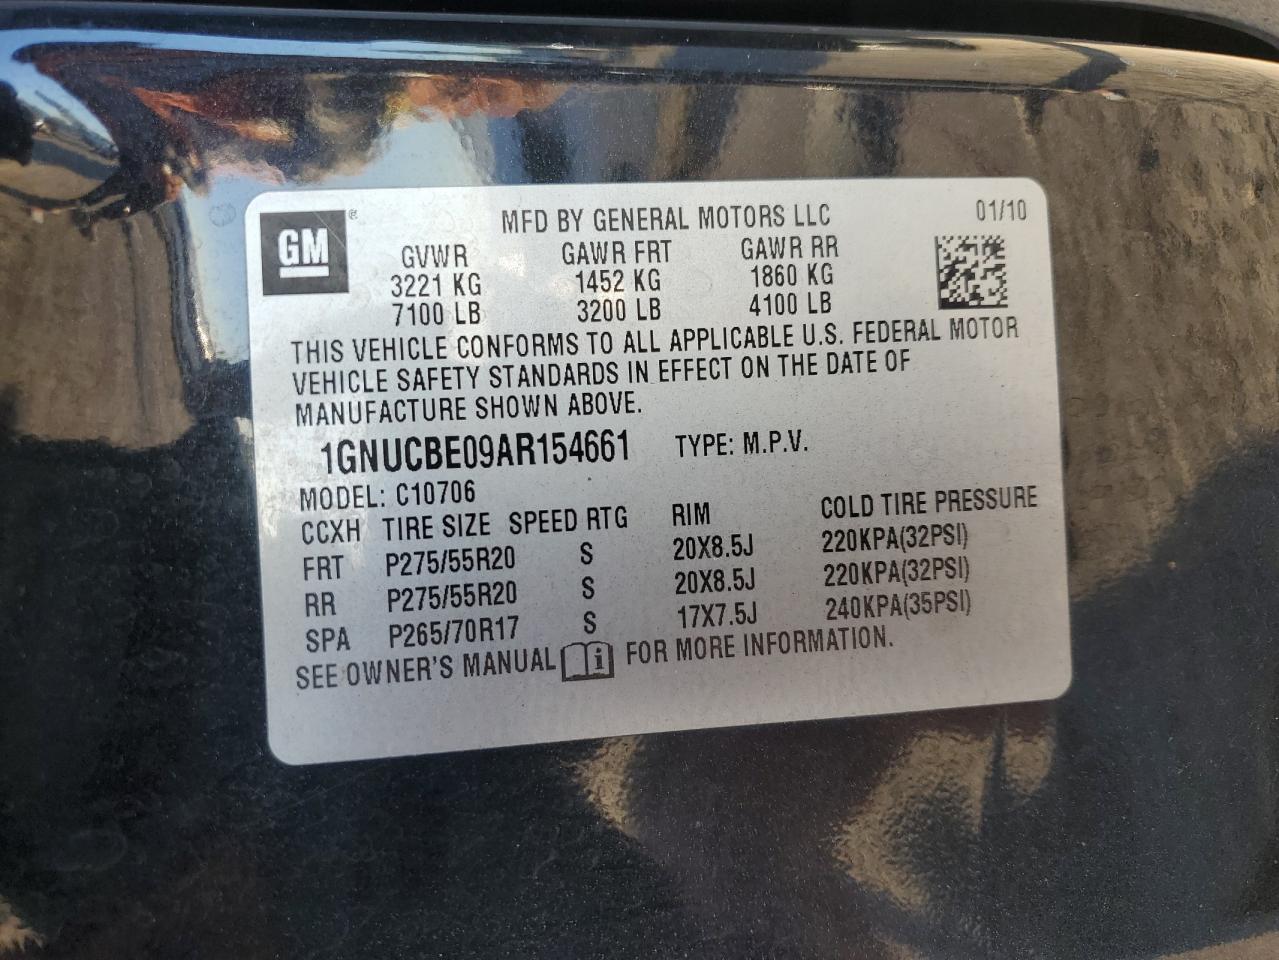 GM ®
MFD BY GENERAL MOTORS LLC 01/10
GVWR GAWR FRT GAWR RR
3221 KG 1452 KG 1860 KG
7100 LB 3200 LB 4100 LB
THIS VEHICLE CONFORMS TO ALL APPLICABLE U.S. FEDERAL MOTOR
VEHICLE SAFETY STANDARDS IN EFFECT ON THE DATE OF
MANUFACTURE SHOWN ABOVE.
1GNUCBE09AR154661 TYPE: M.P.V.
MODEL: C10706
CCXH TIRE SIZE SPEED RTG RIM COLD TIRE PRESSURE
FRT P275/55R20 S 20X8.5J 220KPA(32PSI)
RR P275/55R20 S 20X8.5J 220KPA(32PSI)
SPA P265/70R17 S 17X7.5J 240KPA(35PSI)
SEE OWNER'S MANUAL i FOR MORE INFORMATION.